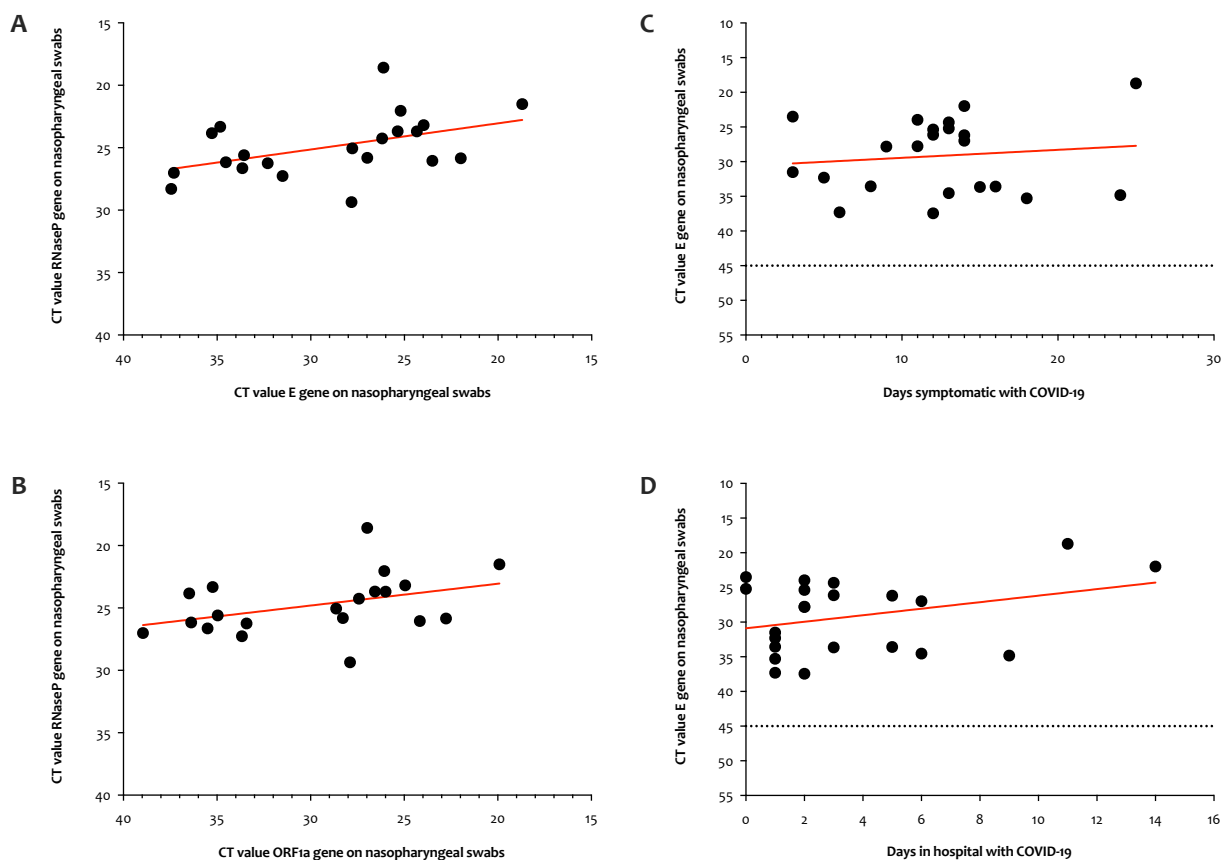 A
CT value RNaseP gene on nasopharyngeal swabs
15
20
25
30
25
40
40 35 30 25 20 15
CT value E gene on nasopharyngeal swabs
C
CT value E gene on nasopharyngeal swabs
10
15
20
25
30
35
40
45
50
55
0 10 20 30
Days symptomatic with COVID-19
B
CT value RNaseP gene on nasopharyngeal swabs
15
20
25
30
25
40
40 35 30 25 20 15
CT value ORF1a gene on nasopharyngeal swabs
D
CT value E gene on nasopharyngeal swabs
10
15
20
25
30
35
40
45
50
55
0 2 4 6 8 10 12 14 16
Days in hospital with COVID-19